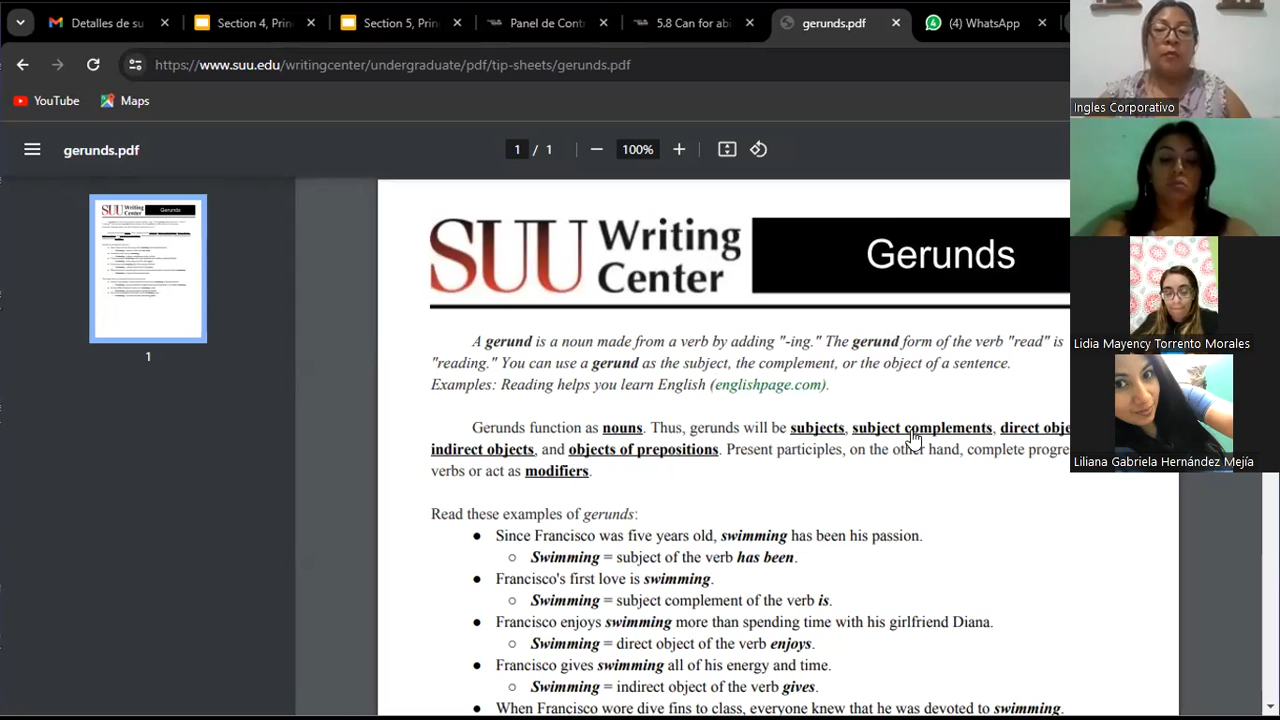 Detalles de su
Section 4, Prin
Section 5, Prin
Panel de Cont
5.8 Can for abi
gerunds.pdf
(4) WhatsApp
https://www.suu.edu/writingcenter/undergraduate/pdf/tip-sheets/gerunds.pdf
YouTube
Maps
Ingles Corporativo
gerunds.pdf
1 / 1
100%
SUU Writing Center
Gerunds
1
A gerund is a noun made from a verb by adding "-ing." The gerund form of the verb "read" is
"reading." You can use a gerund as the subject, the complement, or the object of a sentence.
Examples: Reading helps you learn English (englishpage.com).
Lidia Mayency Torrento Morales
Gerunds function as nouns. Thus, gerunds will be subjects, subject complements, direct obje
indirect objects, and objects of prepositions. Present participles, on the other hand, complete progre
verbs or act as modifiers.
Liliana Gabriela Hernández Mejía
Read these examples of gerunds:
● Since Francisco was five years old, swimming has been his passion.
○ Swimming = subject of the verb has been.
● Francisco's first love is swimming.
○ Swimming = subject complement of the verb is.
● Francisco enjoys swimming more than spending time with his girlfriend Diana.
○ Swimming = direct object of the verb enjoys.
● Francisco gives swimming all of his energy and time.
○ Swimming = indirect object of the verb gives.
● When Francisco wore dive fins to class, everyone knew that he was devoted to swimming.